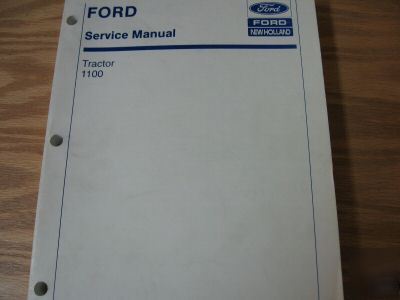 FORD
Service Manual
Tractor
1100
Ford
FORD
NEW HOLLAND